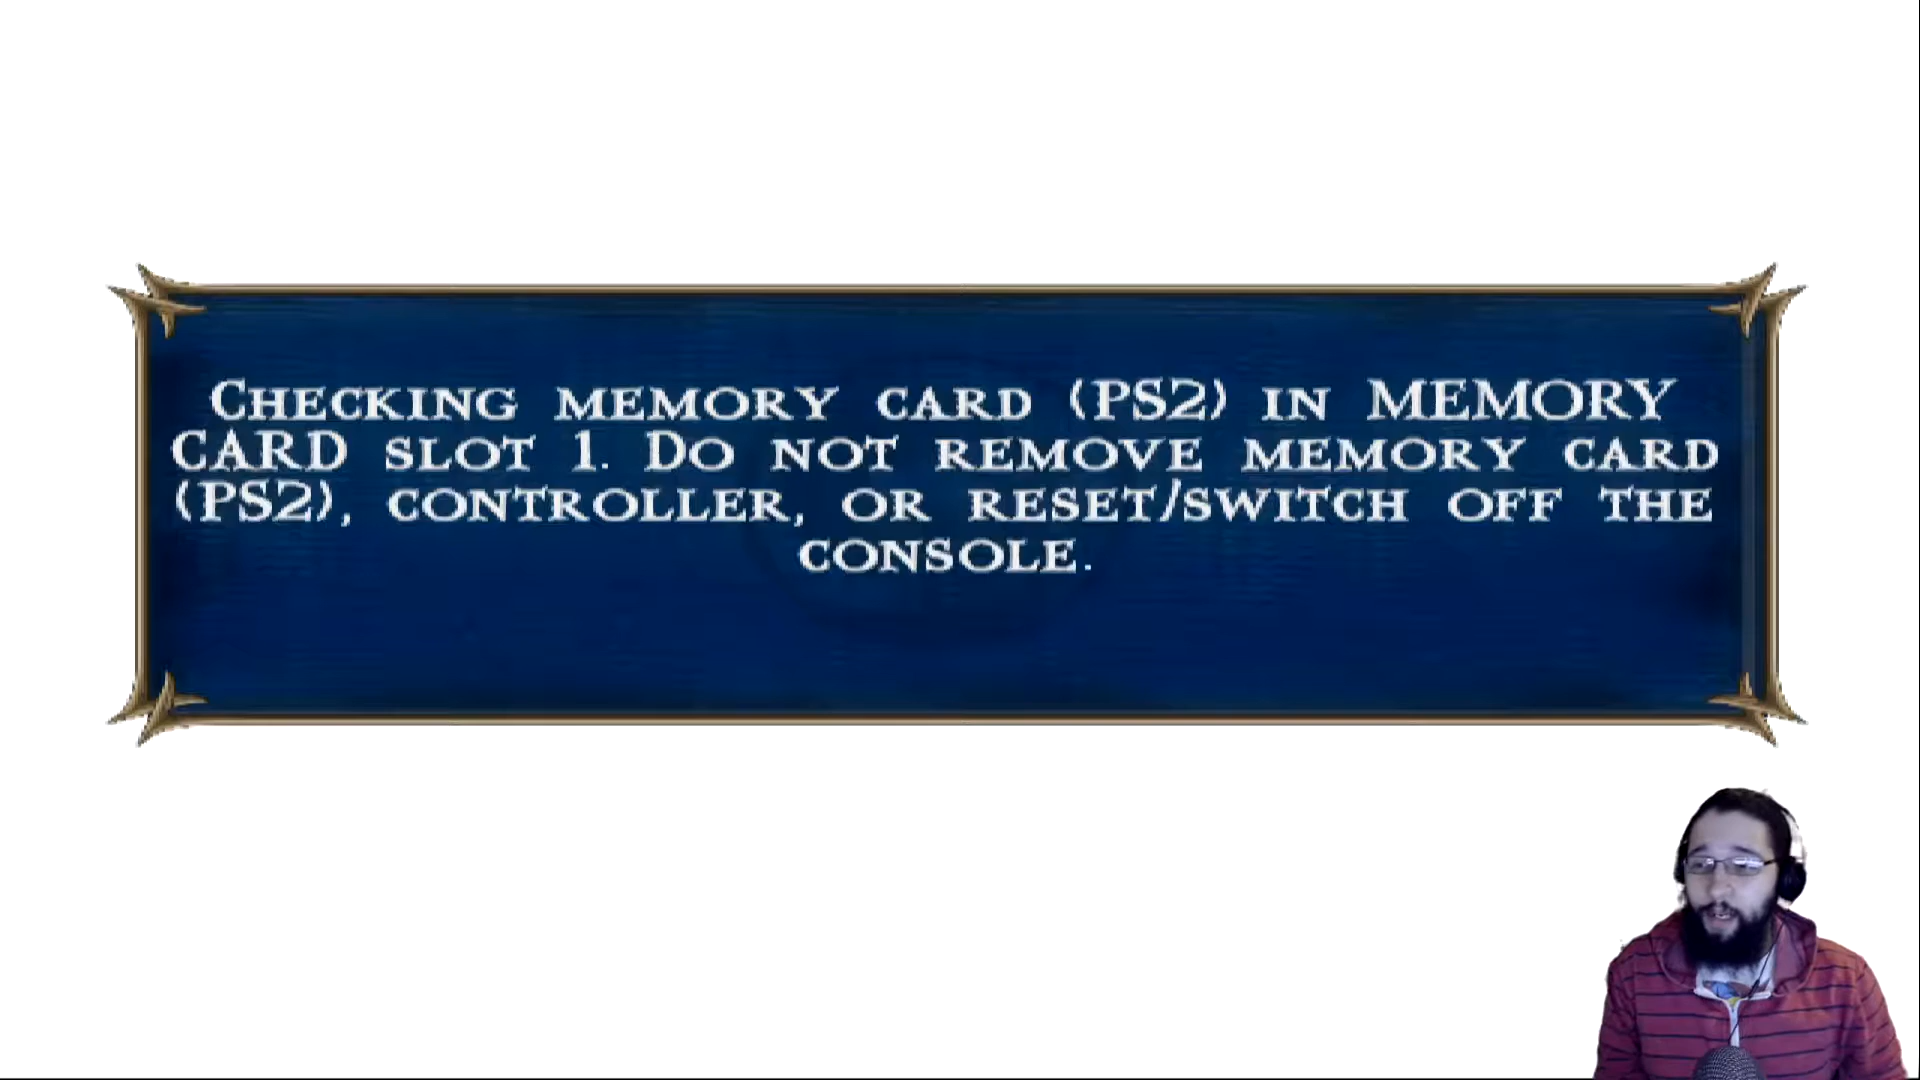 Checking memory card (PS2) in MEMORY
CARD slot 1. Do not remove memory card
(PS2), controller, or reset/switch off the
console.